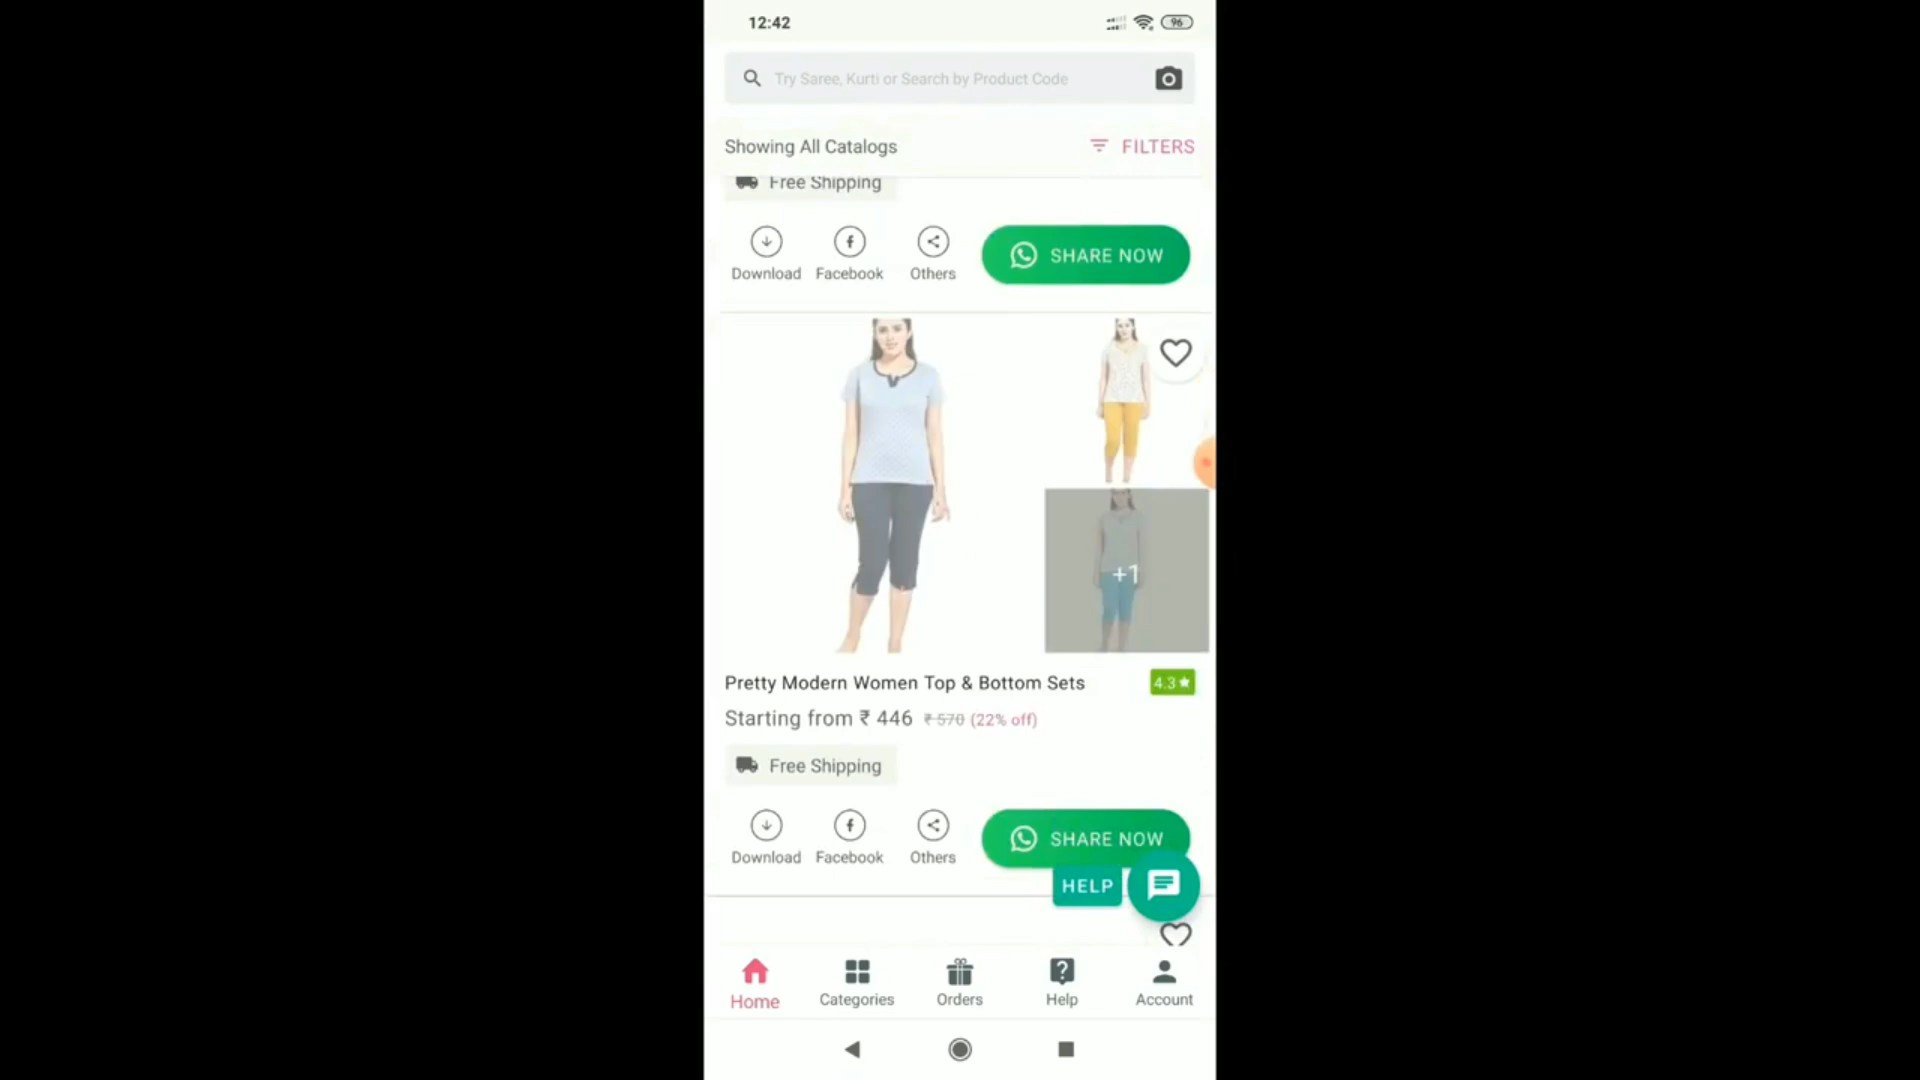 12:42
96
Try Saree, Kurti or Search by Product Code
Showing All Catalogs
FILTERS
Free Shipping
Download
Facebook
Others
SHARE NOW
+1
Pretty Modern Women Top & Bottom Sets
4.3★
Starting from ₹ 446 ₹ 570 (22% off)
Free Shipping
Download
Facebook
Others
SHARE NOW
HELP
Home
Categories
Orders
Help
Account